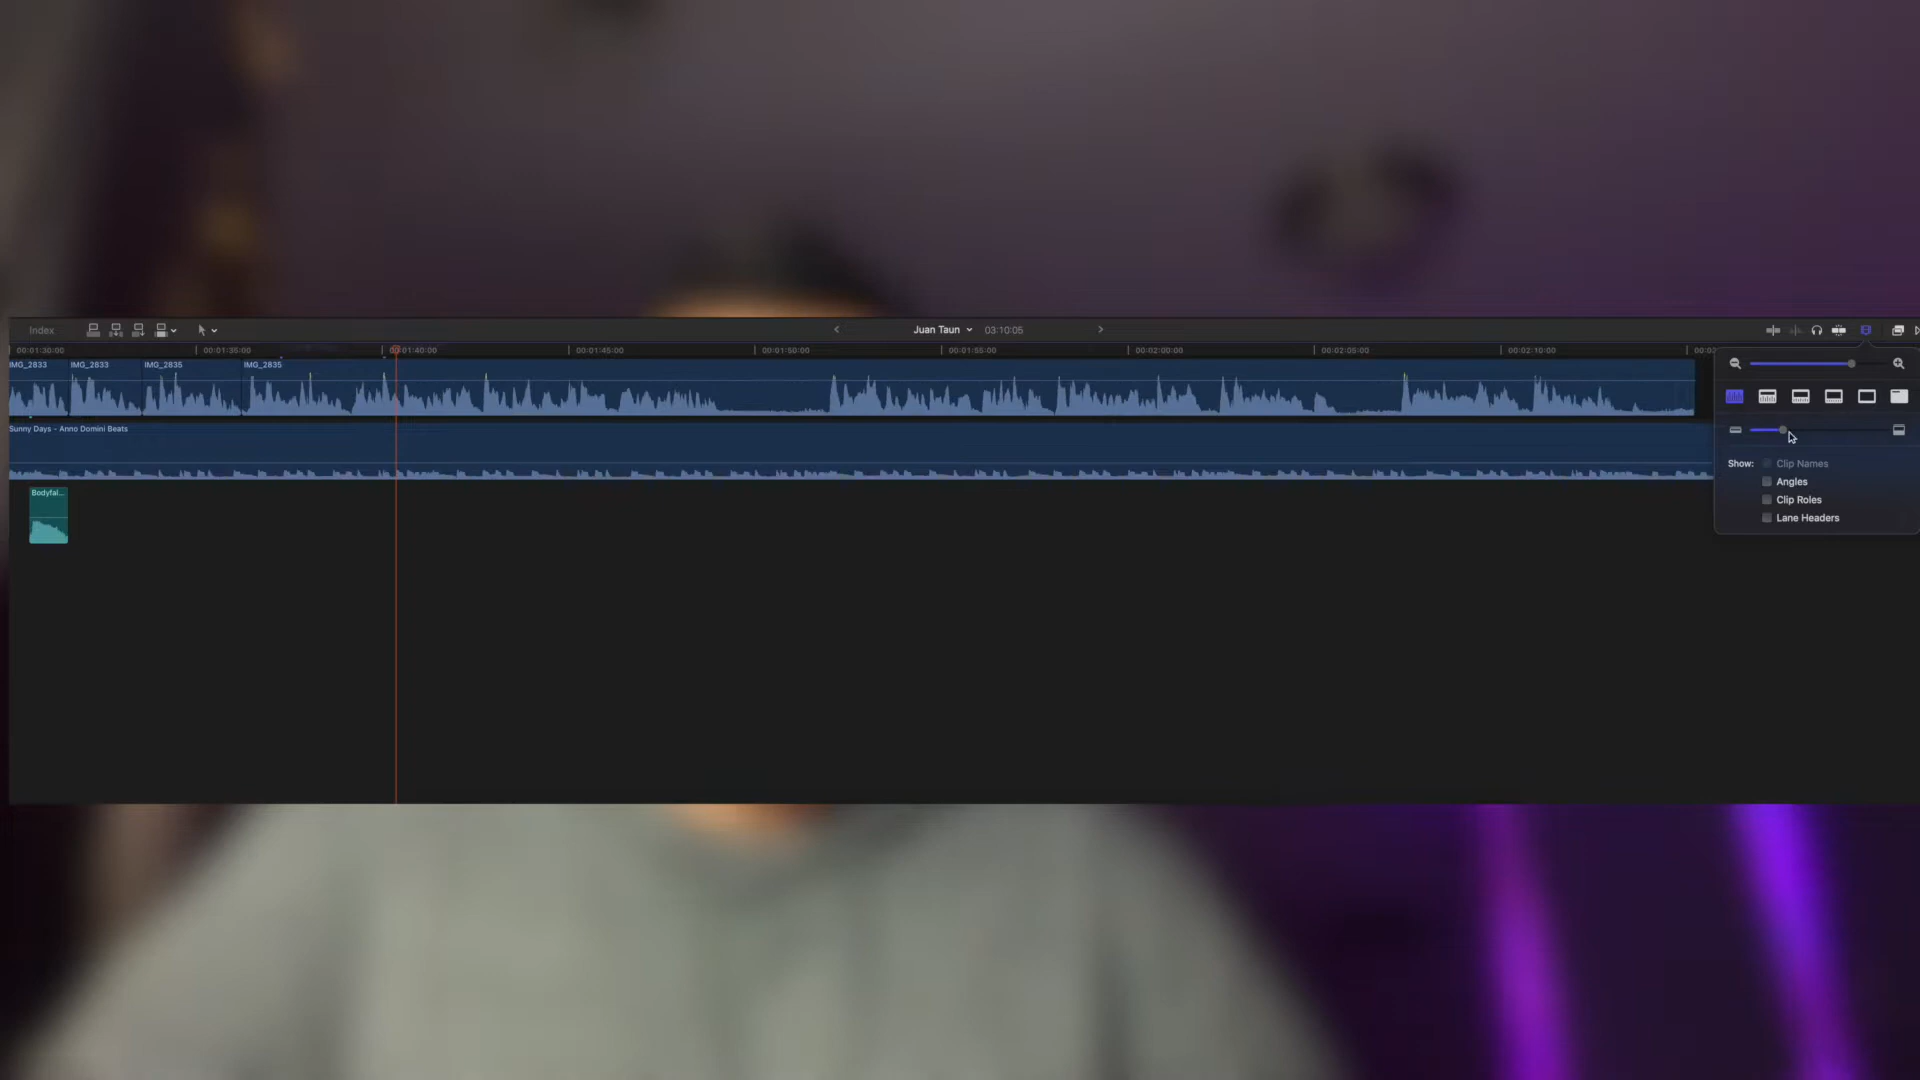 Index
Juan Taun 03:10:05
00:01:30:00 00:01:35:00 00:01:40:00 00:01:45:00 00:01:50:00 00:01:55:00 00:02:00:00 00:02:05:00 00:02:10:00
IMG_2833 IMG_2833 IMG_2835 IMG_2835
Sunny Days - Anno Domini Beats
Bodyfal...
Show: Clip Names
Angles
Clip Roles
Lane Headers